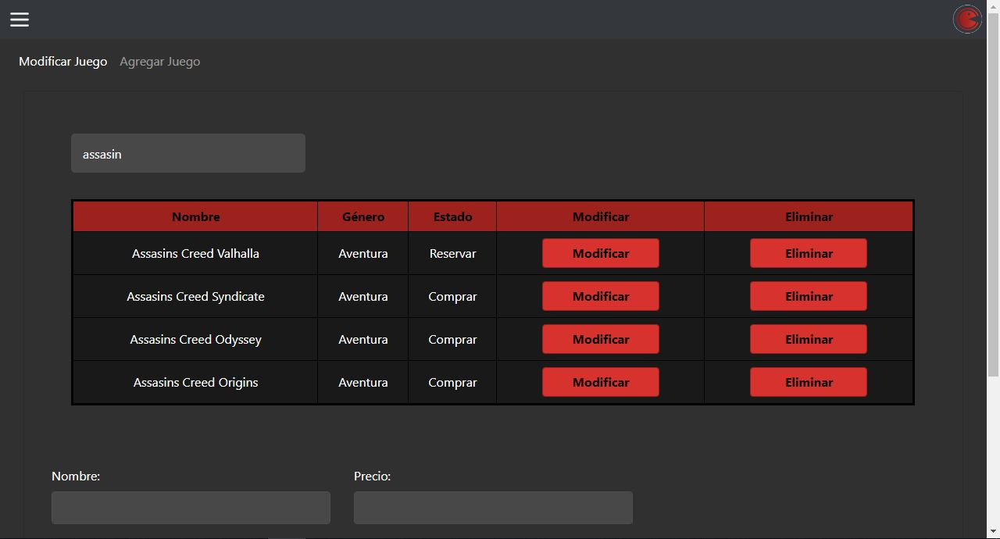 Modificar Juego Agregar Juego
assasin
Nombre Género Estado Modificar Eliminar
Assasins Creed Valhalla Aventura Reservar Modificar Eliminar
Assasins Creed Syndicate Aventura Comprar Modificar Eliminar
Assasins Creed Odyssey Aventura Comprar Modificar Eliminar
Assasins Creed Origins Aventura Comprar Modificar Eliminar
Nombre: Precio: